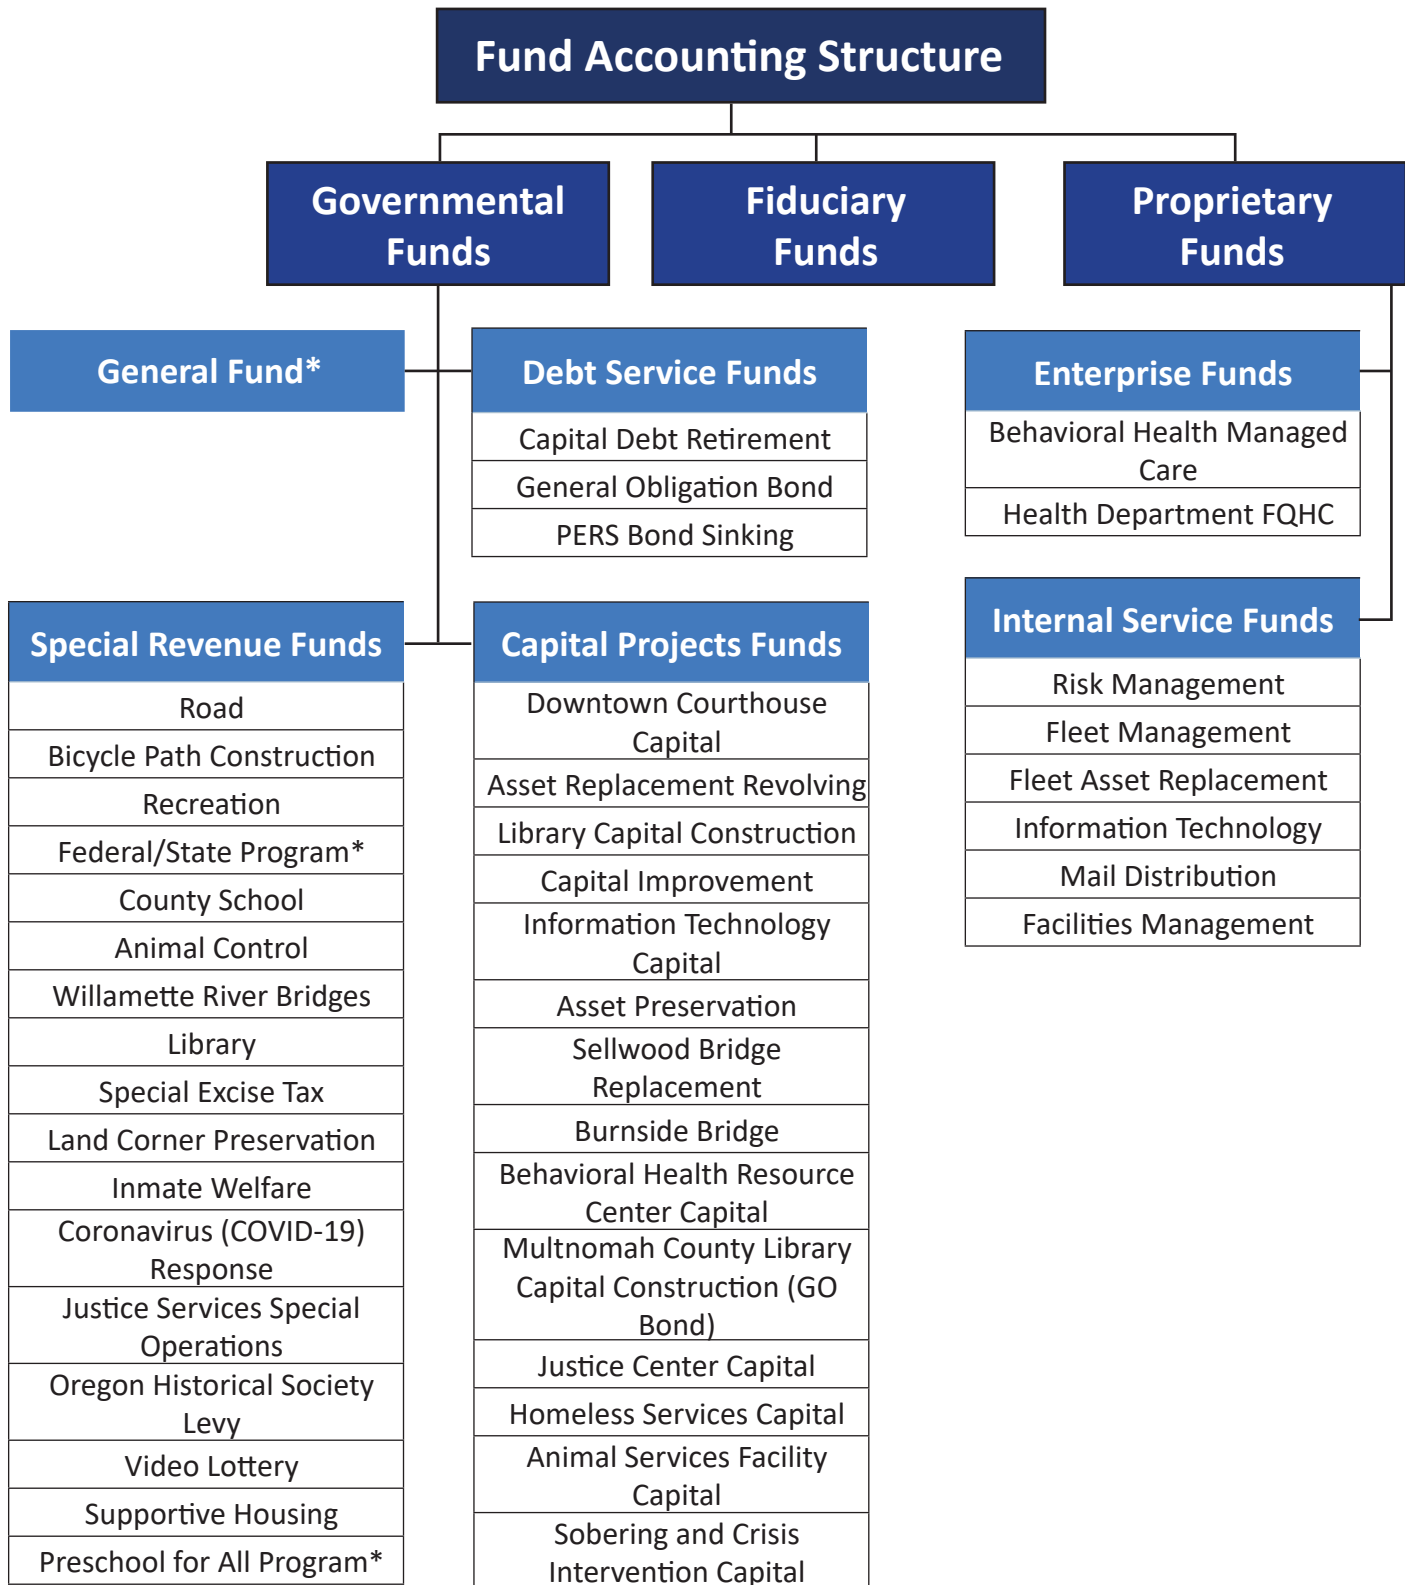 Fund Accounting Structure
Governmental
Funds
Fiduciary
Funds
Proprietary
Funds
General Fund*
Debt Service Funds
Capital Debt Retirement
General Obligation Bond
PERS Bond Sinking
Enterprise Funds
Behavioral Health Managed
Care
Health Department FQHC
Special Revenue Funds
Road
Bicycle Path Construction
Recreation
Federal/State Program*
County School
Animal Control
Willamette River Bridges
Library
Special Excise Tax
Land Corner Preservation
Inmate Welfare
Coronavirus (COVID-19)
Response
Justice Services Special
Operations
Oregon Historical Society
Levy
Video Lottery
Supportive Housing
Preschool for All Program*
Capital Projects Funds
Downtown Courthouse
Capital
Asset Replacement Revolving
Library Capital Construction
Capital Improvement
Information Technology
Capital
Asset Preservation
Sellwood Bridge
Replacement
Burnside Bridge
Behavioral Health Resource
Center Capital
Multnomah County Library
Capital Construction (GO
Bond)
Justice Center Capital
Homeless Services Capital
Animal Services Facility
Capital
Sobering and Crisis
Intervention Capital
Internal Service Funds
Risk Management
Fleet Management
Fleet Asset Replacement
Information Technology
Mail Distribution
Facilities Management